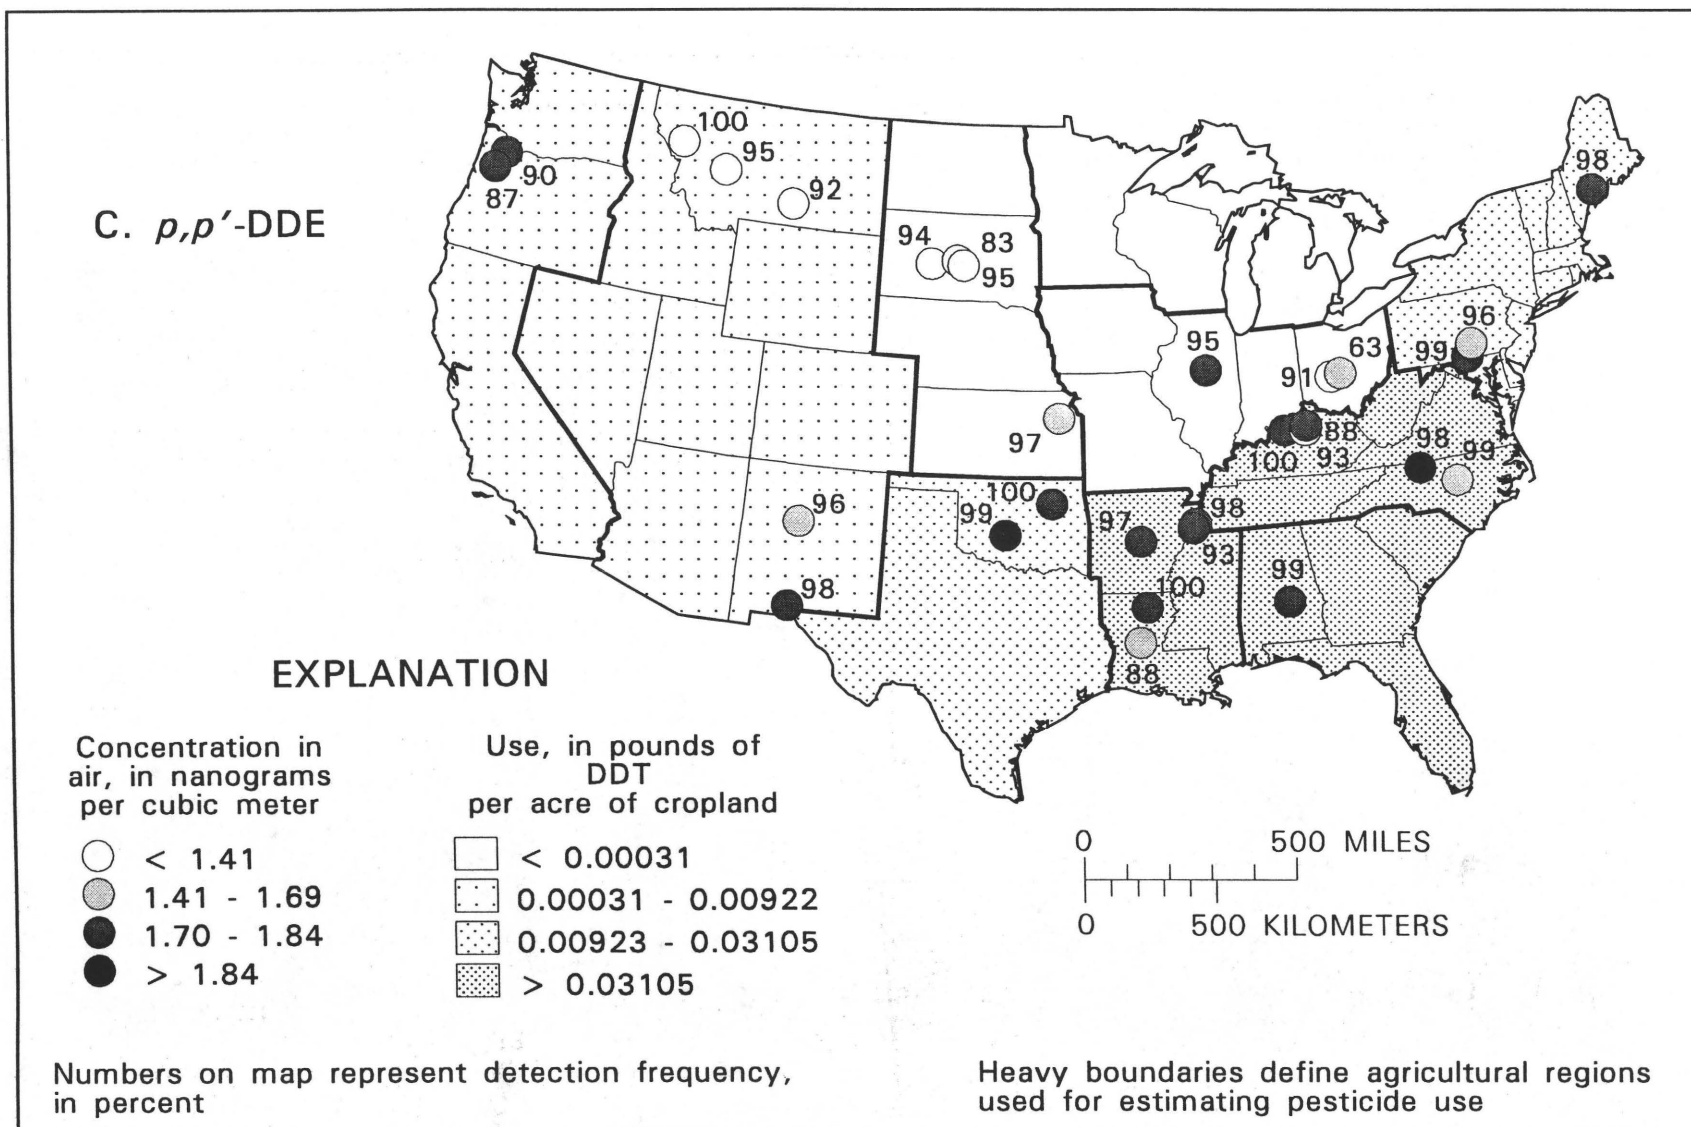 C. p,p′-DDE
100
95
92
90
87
98
94
83
95
96
99
95
63
91
97
88
100
93
98
99
96
100
99
97
98
93
98
100
99
88
EXPLANATION
Concentration in
air, in nanograms
per cubic meter
< 1.41
1.41 - 1.69
1.70 - 1.84
> 1.84
Use, in pounds of
DDT
per acre of cropland
< 0.00031
0.00031 - 0.00922
0.00923 - 0.03105
> 0.03105
0 500 MILES
0 500 KILOMETERS
Numbers on map represent detection frequency,
in percent
Heavy boundaries define agricultural regions
used for estimating pesticide use